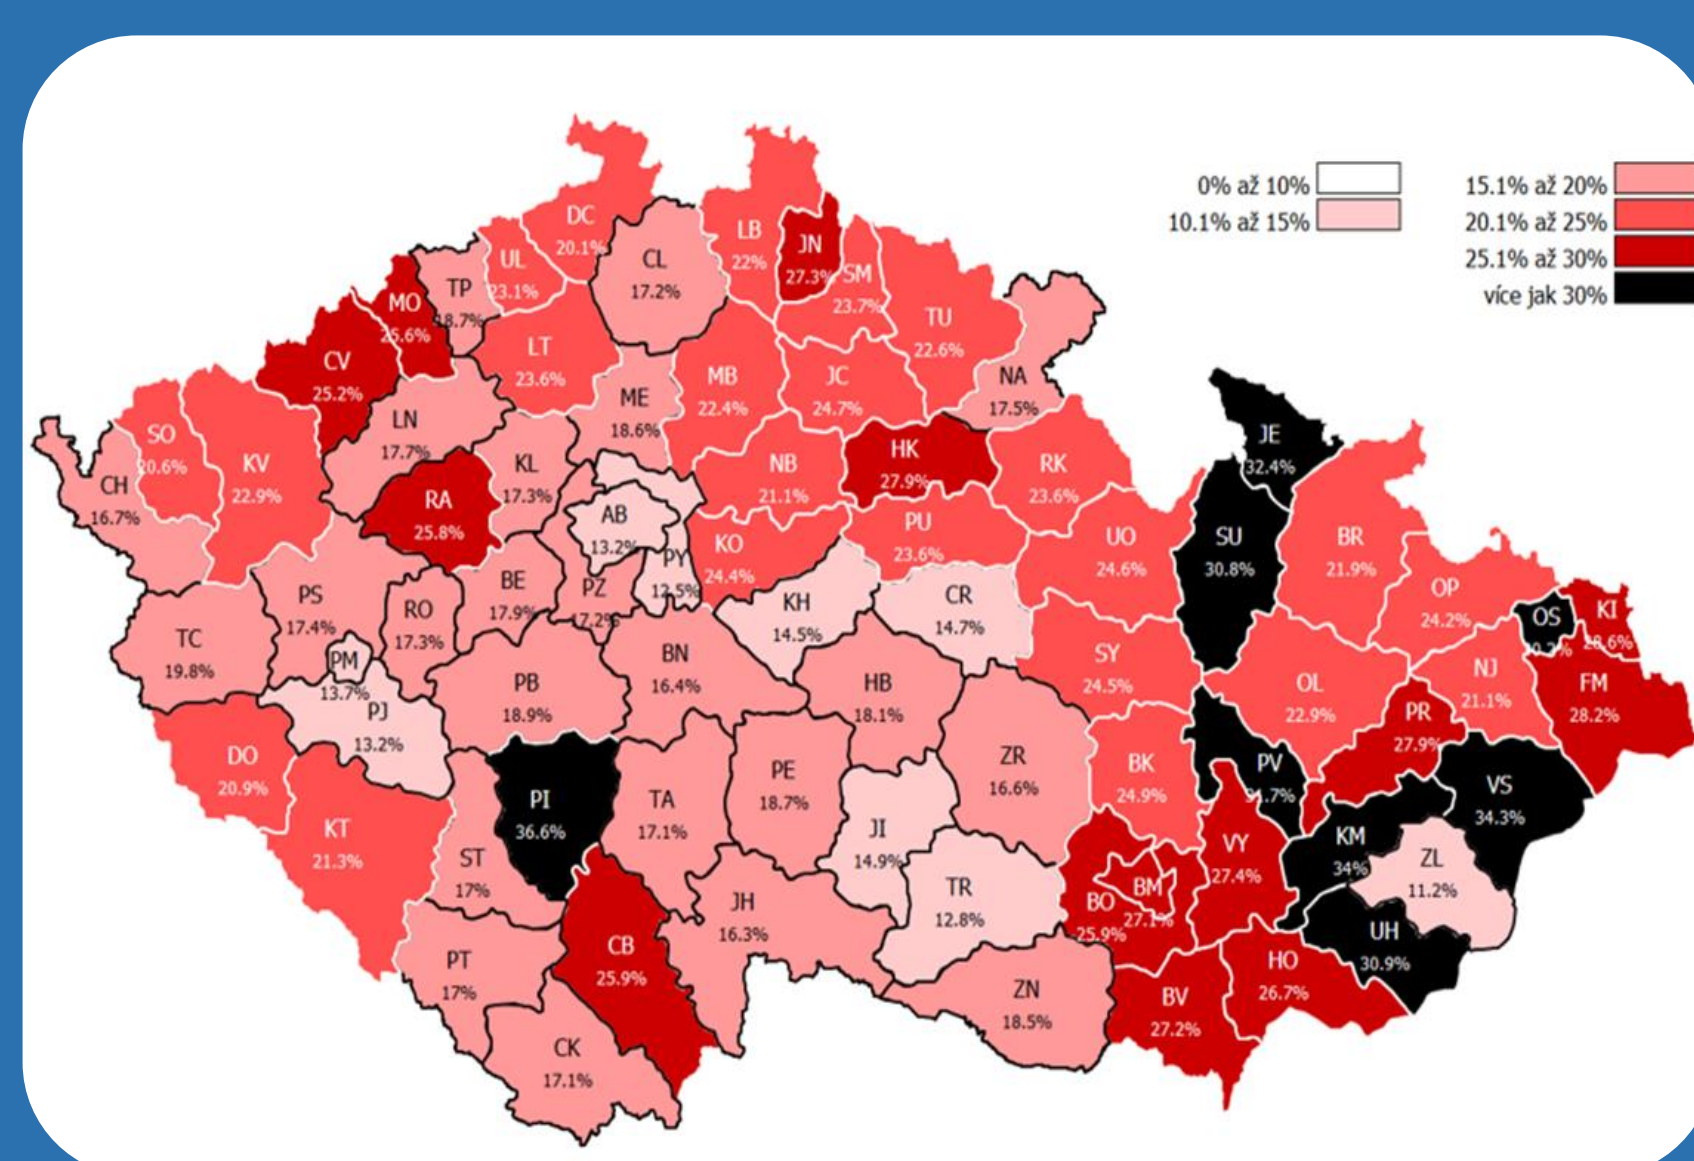 0% až 10%
10.1% až 15%
15.1% až 20%
20.1% až 25%
25.1% až 30%
více jak 30%
DC
20.1%
UL
23.1%
TP
18.7%
MO
25.6%
CV
25.2%
CL
17.2%
LB
22%
JN
27.3%
SM
23.7%
TU
22.6%
LT
23.6%
ME
18.6%
MB
22.4%
JC
24.7%
NA
17.5%
SO
20.6%
KV
22.9%
CH
16.7%
LN
17.7%
RA
25.8%
KL
17.3%
AB
13.2%
PY
12.5%
NB
21.1%
HK
27.9%
RK
23.6%
JE
32.4%
SU
30.8%
BR
21.9%
KO
24.4%
PU
23.6%
UO
24.6%
OP
24.2%
OS
KI
28.6%
TC
19.8%
PS
17.4%
RO
17.3%
BE
17.9%
PZ
17.2%
KH
14.5%
CR
14.7%
PM
13.7%
PJ
13.2%
PB
18.9%
BN
16.4%
HB
18.1%
SY
24.5%
OL
22.9%
NJ
21.1%
FM
28.2%
PR
27.9%
DO
20.9%
KT
21.3%
PI
36.6%
TA
17.1%
PE
18.7%
ZR
16.6%
BK
24.9%
PV
31.7%
VS
34.3%
ST
17%
JI
14.9%
VY
27.4%
KM
34%
ZL
11.2%
JH
16.3%
TR
12.8%
BO
25.9%
BM
27.1%
UH
30.9%
PT
17%
CB
25.9%
ZN
18.5%
BV
27.2%
HO
26.7%
CK
17.1%